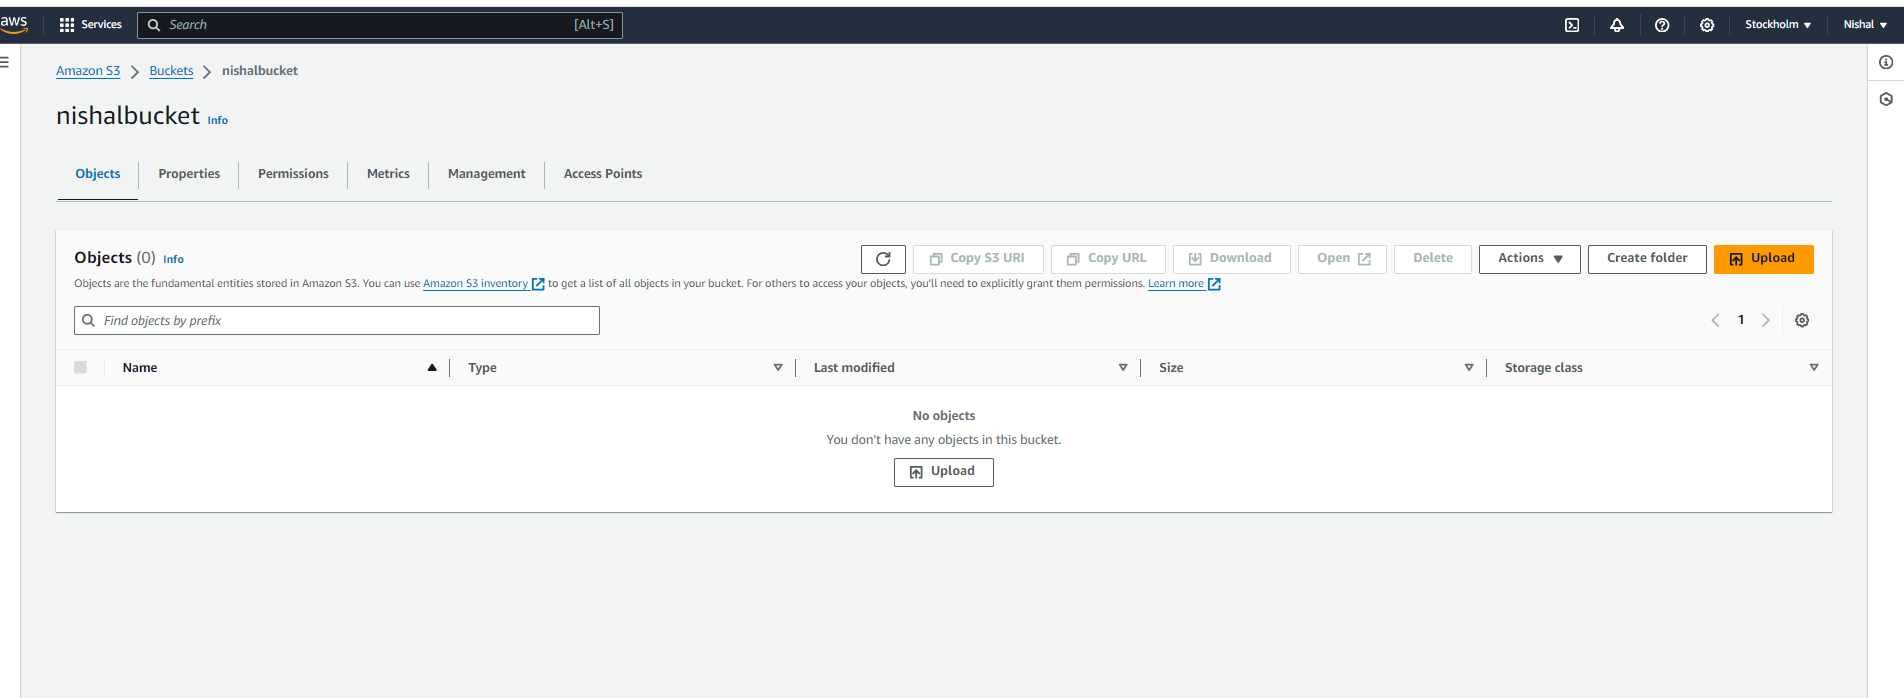 aws Services Search [Alt+S] Stockholm Nishal
Amazon S3 Buckets nishalbucket
nishalbucket Info
Objects Properties Permissions Metrics Management Access Points
Objects (0) Info Copy S3 URI Copy URL Download Open Delete Actions Create folder Upload
Objects are the fundamental entities stored in Amazon S3. You can use Amazon S3 inventory to get a list of all objects in your bucket. For others to access your objects, you'll need to explicitly grant them permissions. Learn more
Find objects by prefix 1
Name Type Last modified Size Storage class
No objects
You don't have any objects in this bucket.
Upload